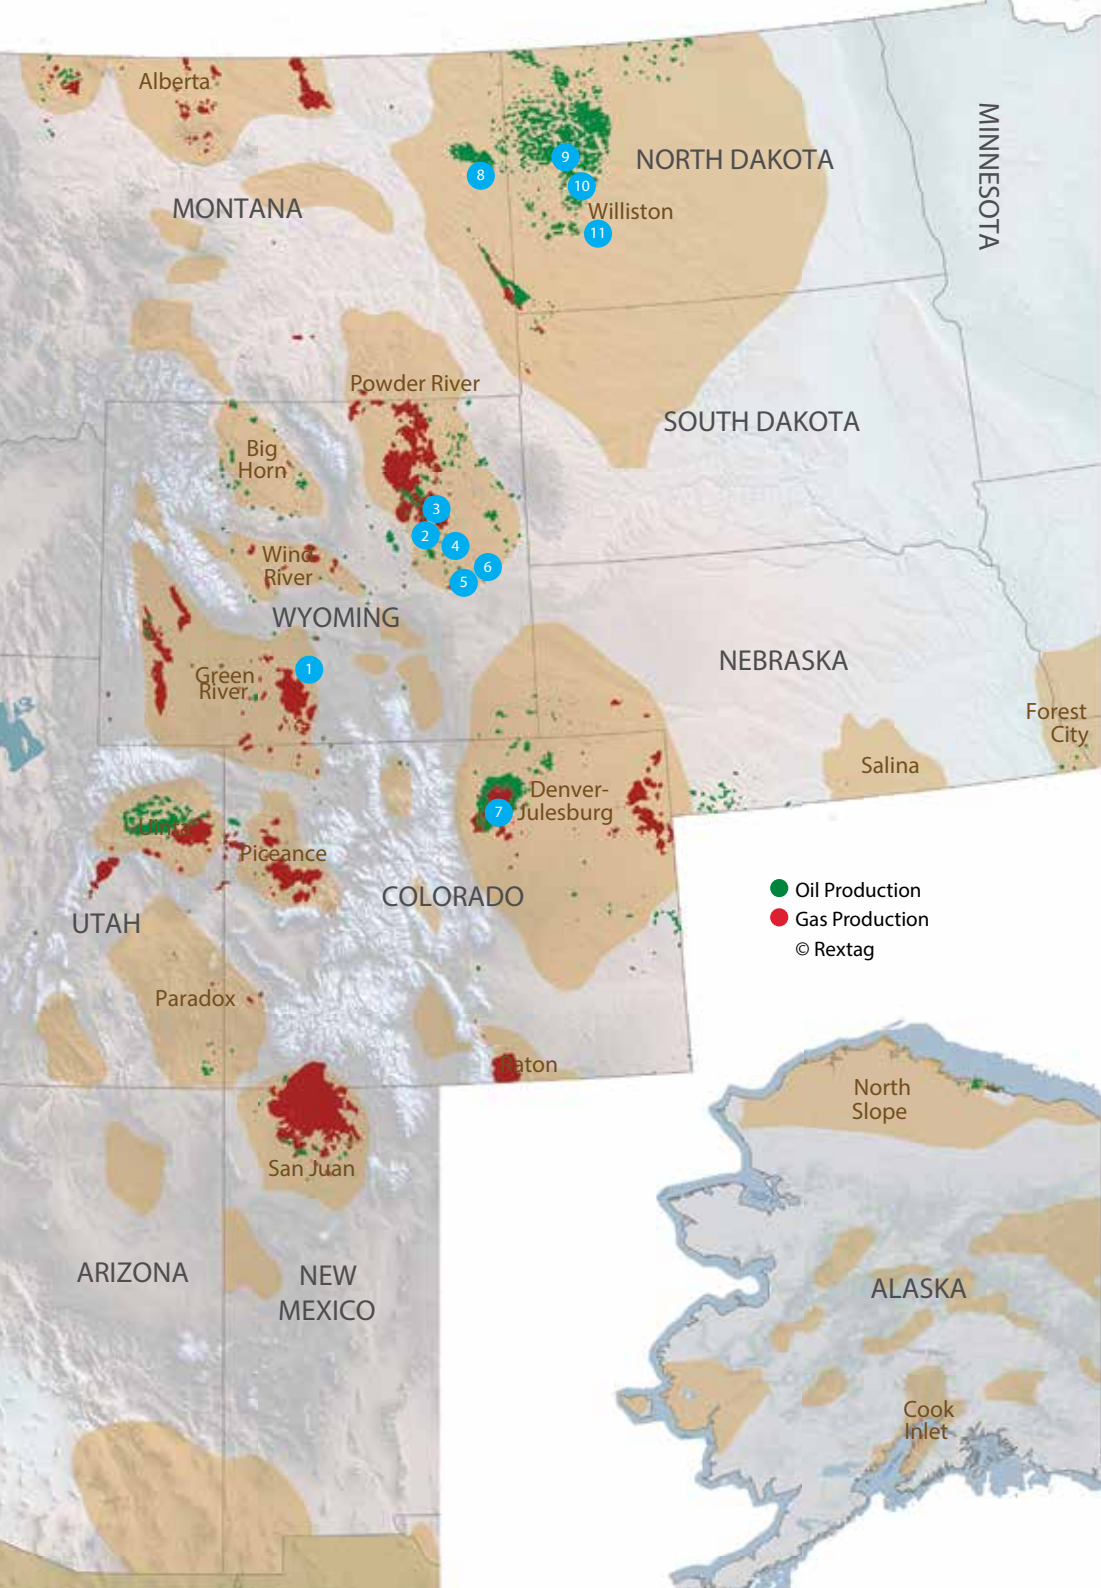 Alberta
MONTANA
NORTH DAKOTA
MINNESOTA
9
8
10
Williston
11
Powder River
SOUTH DAKOTA
Big
Horn
3
2
4
Wind
River
6
5
WYOMING
NEBRASKA
1
Green
River
Forest
City
Salina
Denver-
Julesburg
7
Uinta
Piceance
COLORADO
UTAH
Oil Production
Gas Production
© Rextag
Paradox
Raton
North
Slope
San Juan
ARIZONA
NEW
MEXICO
ALASKA
Cook
Inlet